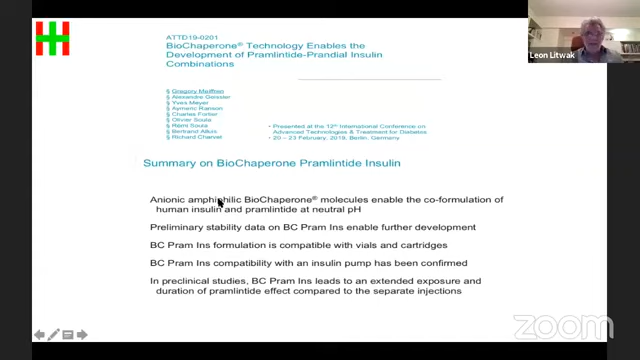 ATTD19-0201
BioChaperone® Technology Enables the
Development of Pramlintide-Prandial Insulin
Combinations
§ Gregory Meiffren
§ Alexandre Geissler
§ Yves Meyer
§ Aymeric Ranson
§ Charles Fortier
§ Olivier Soula
§ Rémi Soula
§ Bertrand Alluis
§ Richard Charvet
• Presented at the 12th International Conference on
Advanced Technologies & Treatment for Diabetes
• 20 – 23 February, 2019, Berlin, Germany
Summary on BioChaperone Pramlintide Insulin
Anionic amphiphilic BioChaperone® molecules enable the co-formulation of
human insulin and pramlintide at neutral pH
Preliminary stability data on BC Pram Ins enable further development
BC Pram Ins formulation is compatible with vials and cartridges
BC Pram Ins compatibility with an insulin pump has been confirmed
In preclinical studies, BC Pram Ins leads to an extended exposure and
duration of pramlintide effect compared to the separate injections
Leon Litwak
zoom